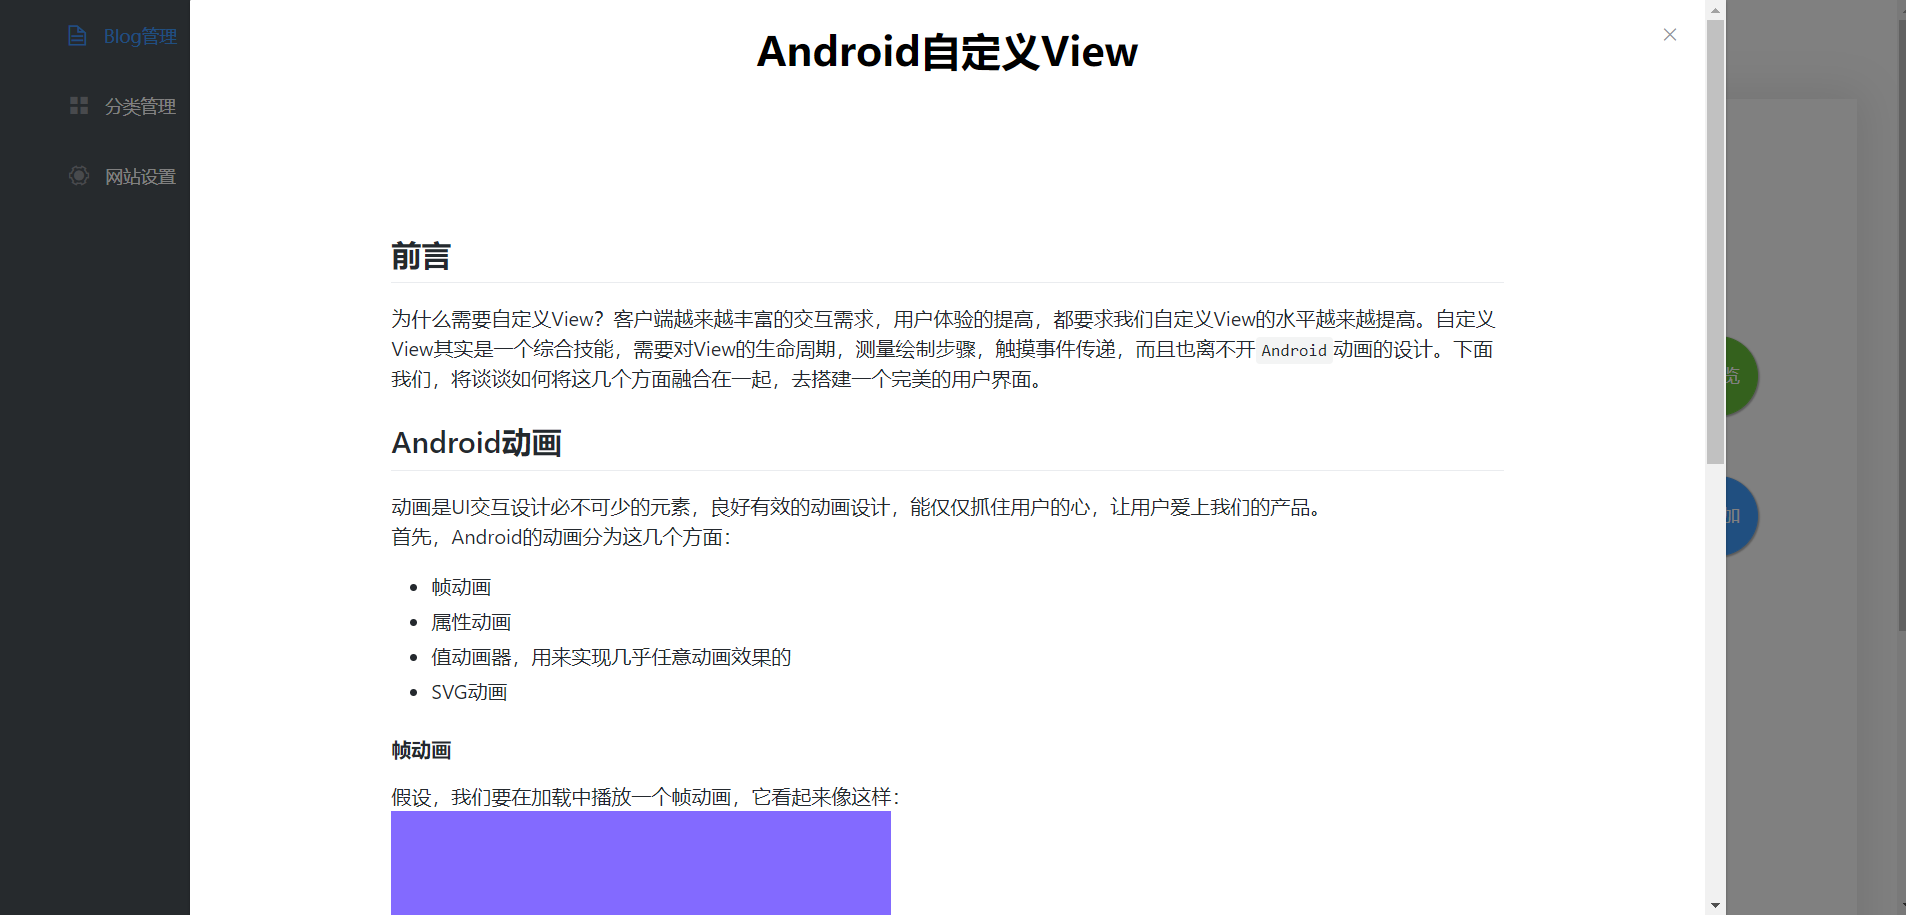 Blog管理
分类管理
网站设置
Android自定义View
前言
为什么需要自定义View？客户端越来越丰富的交互需求，用户体验的提高，都要求我们自定义View的水平越来越提高。自定义
View其实是一个综合技能，需要对View的生命周期，测量绘制步骤，触摸事件传递，而且也离不开 Android 动画的设计。下面
我们，将谈谈如何将这几个方面融合在一起，去搭建一个完美的用户界面。
Android动画
动画是UI交互设计必不可少的元素，良好有效的动画设计，能仅仅抓住用户的心，让用户爱上我们的产品。
首先，Android的动画分为这几个方面：
帧动画
属性动画
值动画器，用来实现几乎任意动画效果的
SVG动画
帧动画
假设，我们要在加载中播放一个帧动画，它看起来像这样：
览
加